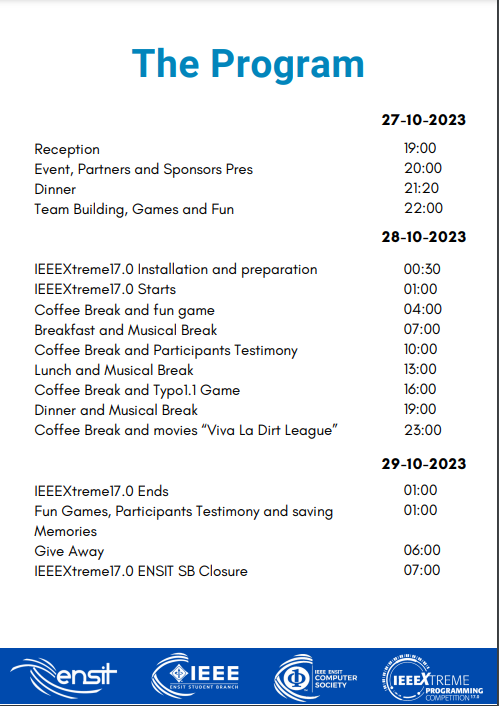 The Program
27-10-2023
Reception 19:00
Event, Partners and Sponsors Pres 20:00
Dinner 21:20
Team Building, Games and Fun 22:00
28-10-2023
IEEEXtreme17.0 Installation and preparation 00:30
IEEEXtreme17.0 Starts 01:00
Coffee Break and fun game 04:00
Breakfast and Musical Break 07:00
Coffee Break and Participants Testimony 10:00
Lunch and Musical Break 13:00
Coffee Break and Typo1.1 Game 16:00
Dinner and Musical Break 19:00
Coffee Break and movies “Viva La Dirt League” 23:00
29-10-2023
IEEEXtreme17.0 Ends 01:00
Fun Games, Participants Testimony and saving 01:00
Memories
Give Away 06:00
IEEEXtreme17.0 ENSIT SB Closure 07:00
ensit
IEEE
ENSIT STUDENT BRANCH
IEEE ENSIT
COMPUTER
SOCIETY
IEEEXTREME
PROGRAMMING
COMPETITION 17.0